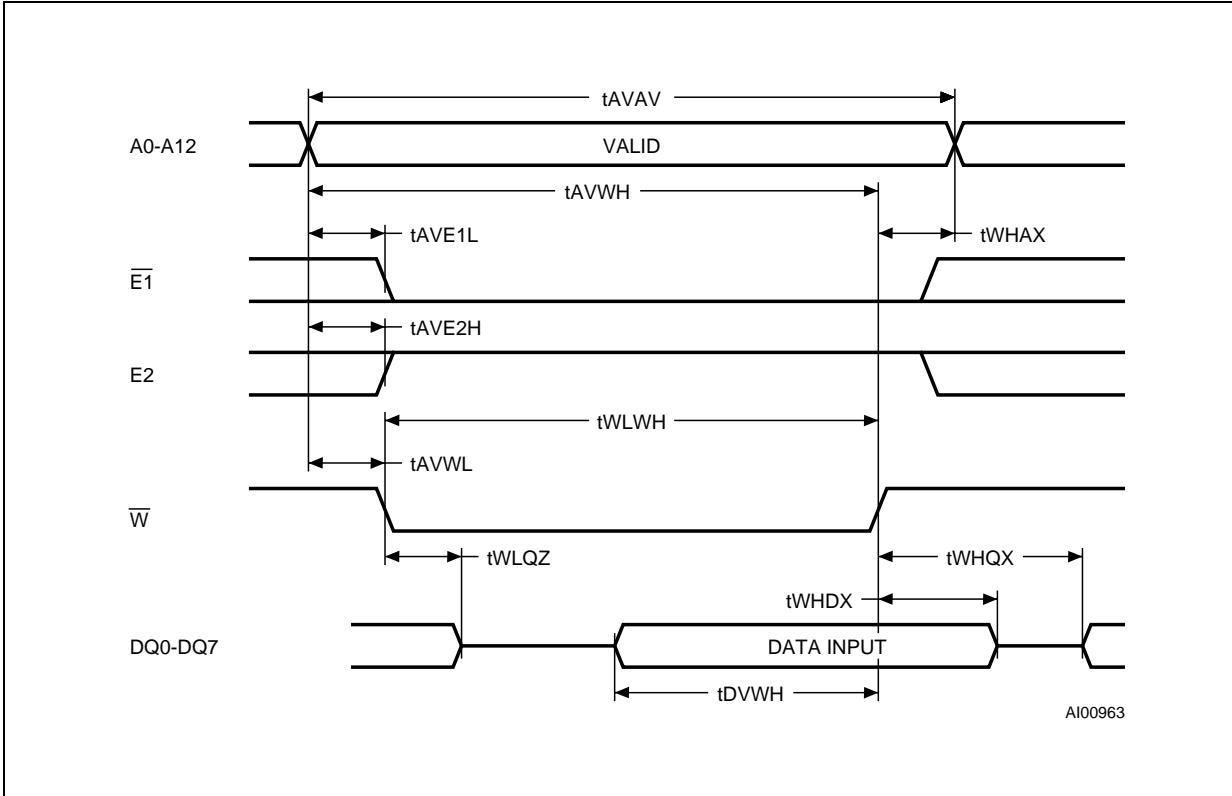 tAVAV
A0-A12
VALID
tAVWH
tAVE1L
tWHAX
E1
tAVE2H
E2
tWLWH
tAVWL
W
tWLQZ
tWHQX
tWHDX
DQ0-DQ7
DATA INPUT
tDVWH
AI00963